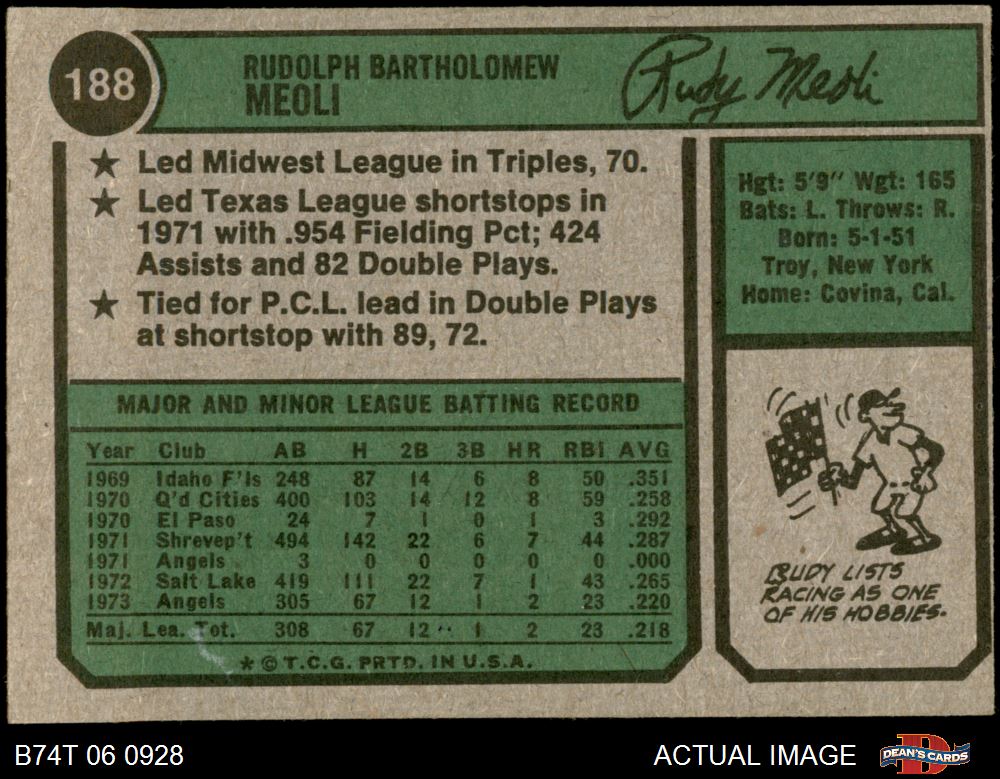 188
RUDOLPH BARTHOLOMEW
MEOLI
Rudy Meoli
★ Led Midwest League in Triples, 70.
★ Led Texas League shortstops in
1971 with .954 Fielding Pct; 424
Assists and 82 Double Plays.
★ Tied for P.C.L. lead in Double Plays
at shortstop with 89, 72.
Hgt: 5'9" Wgt: 165
Bats: L. Throws: R.
Born: 5-1-51
Troy, New York
Home: Covina, Cal.
MAJOR AND MINOR LEAGUE BATTING RECORD
Year Club AB H 2B 3B HR RBI AVG
1969 Idaho F'ls 248 87 14 6 8 50 .351
1970 Q'd Cities 400 103 14 12 8 59 .258
1970 El Paso 24 7 1 0 1 3 .292
1971 Shrevep't 494 142 22 6 7 44 .287
1971 Angels 3 0 0 0 0 0 .000
1972 Salt Lake 419 111 22 7 1 43 .265
1973 Angels 305 67 12 1 2 23 .220
Maj. Lea. Tot. 308 67 12 1 2 23 .218
★ © T.C.G. PRTD. IN U.S.A.
RUDY LISTS
RACING AS ONE
OF HIS HOBBIES.
B74T 06 0928
ACTUAL IMAGE
D
DEAN'S CARDS